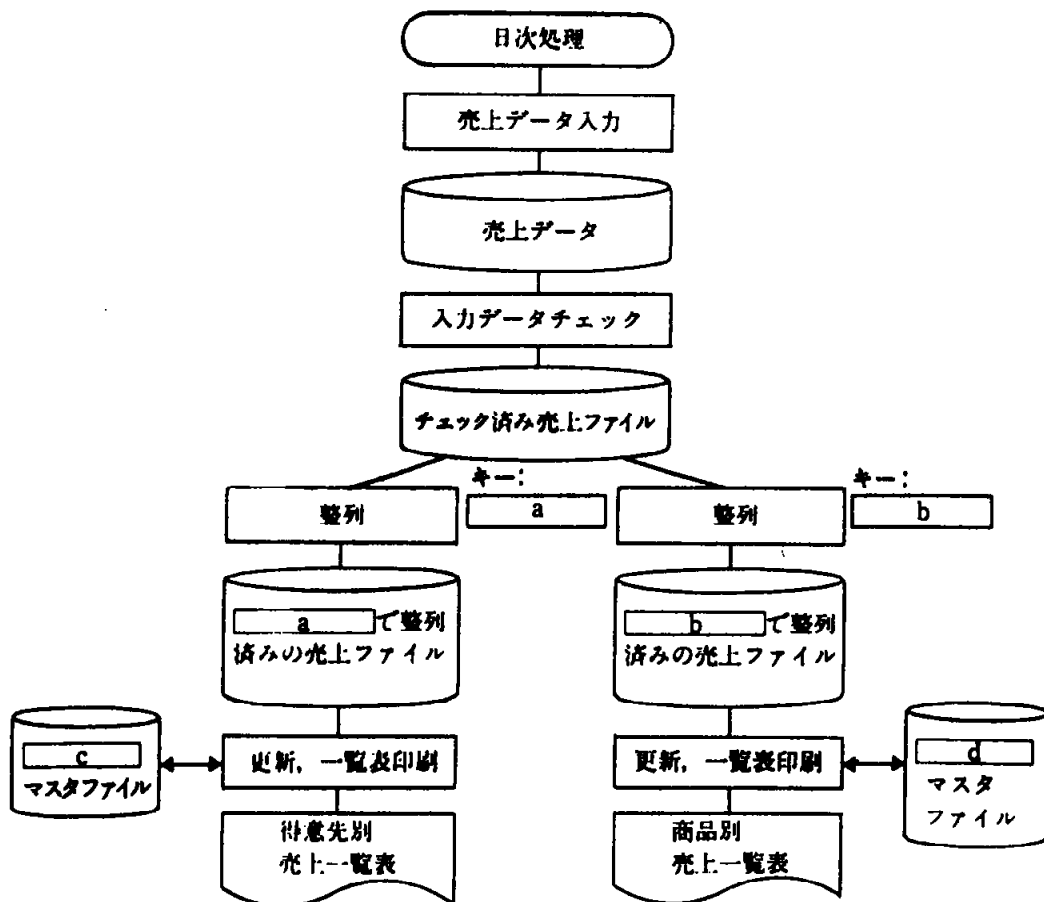 日次処理
売上データ入力
売上データ
入力データチェック
チェック済み売上ファイル
キー:
a
キー:
b
整列
整列
aで整列
済みの売上ファイル
bで整列
済みの売上ファイル
c
マスタファイル
更新, 一覧表印刷
更新, 一覧表印刷
d
マスタ
ファイル
得意先別
売上一覧表
商品別
売上一覧表